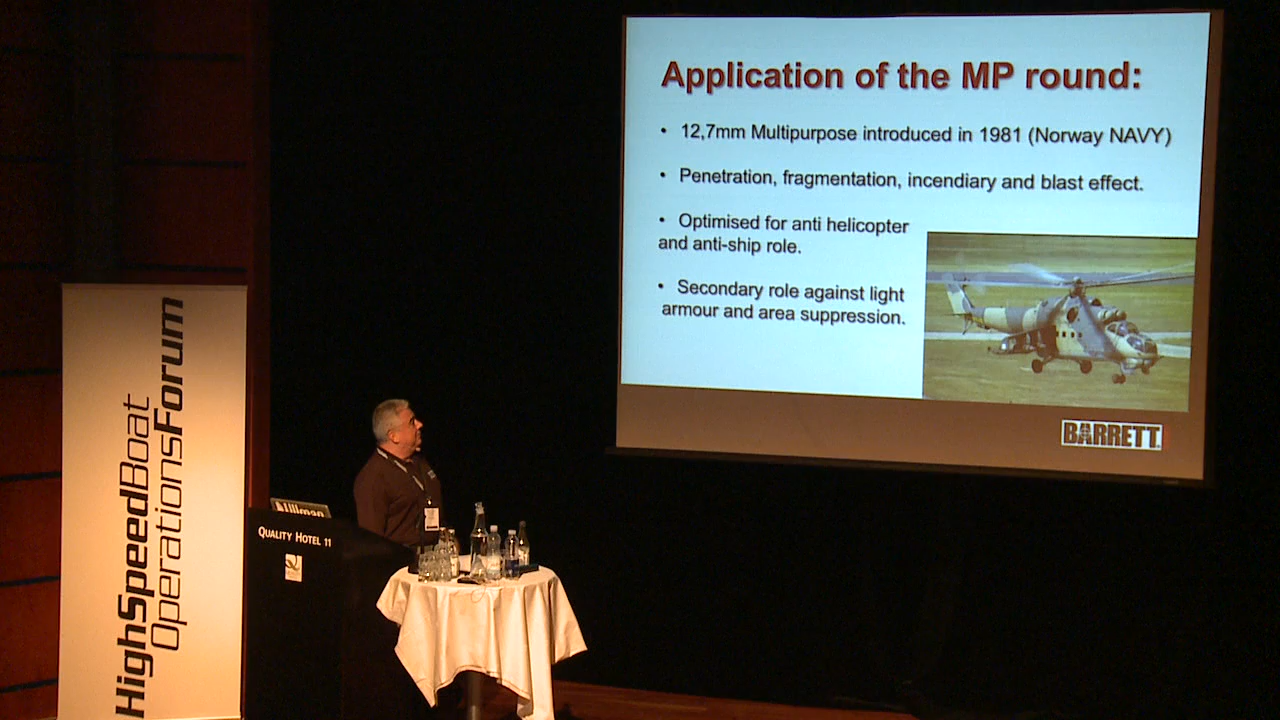 Application of the MP round:
• 12,7mm Multipurpose introduced in 1981 (Norway NAVY)
• Penetration, fragmentation, incendiary and blast effect.
• Optimised for anti helicopter
and anti-ship role.
• Secondary role against light
armour and area suppression.
BARRETT
HighSpeedBoat
OperationsForum
Ullman
QUALITY HOTEL 11